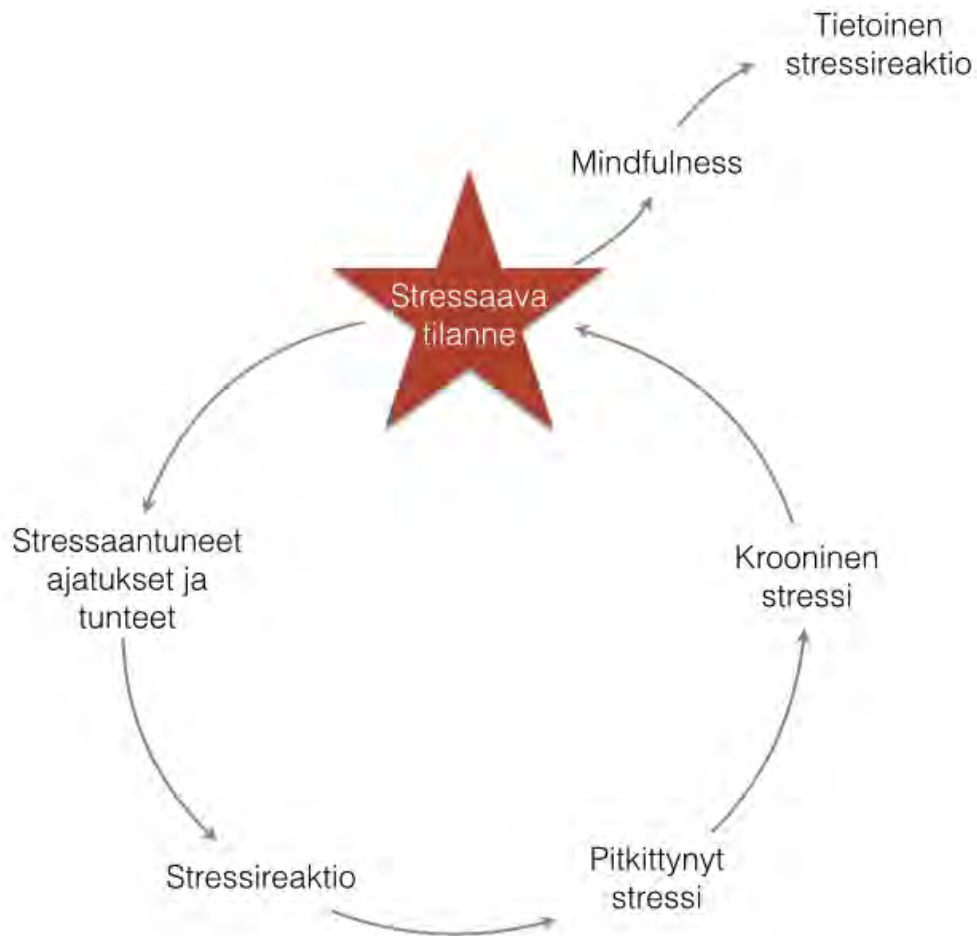 Tietoinen
stressireaktio
Mindfulness
Stressaava
tilanne
Stressaantuneet
ajatukset ja
tunteet
Krooninen
stressi
Stressireaktio
Pitkittynyt
stressi